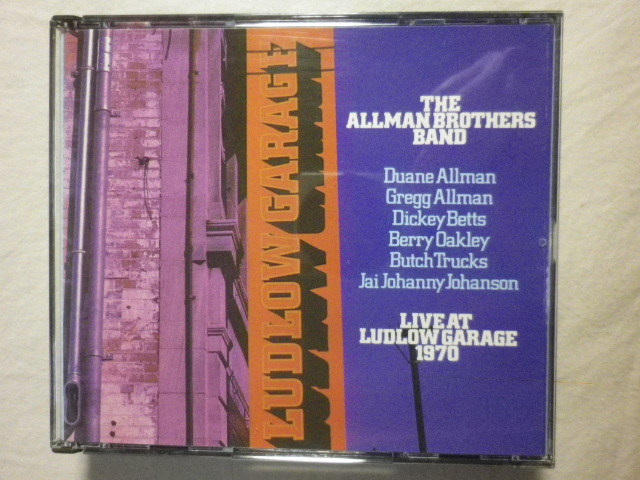 LUDLOW GARAGE
THE
ALLMAN BROTHERS
BAND
Duane Allman
Gregg Allman
Dickey Betts
Berry Oakley
Butch Trucks
Jai Johanny Johanson
LIVE AT
LUDLOW GARAGE
1970